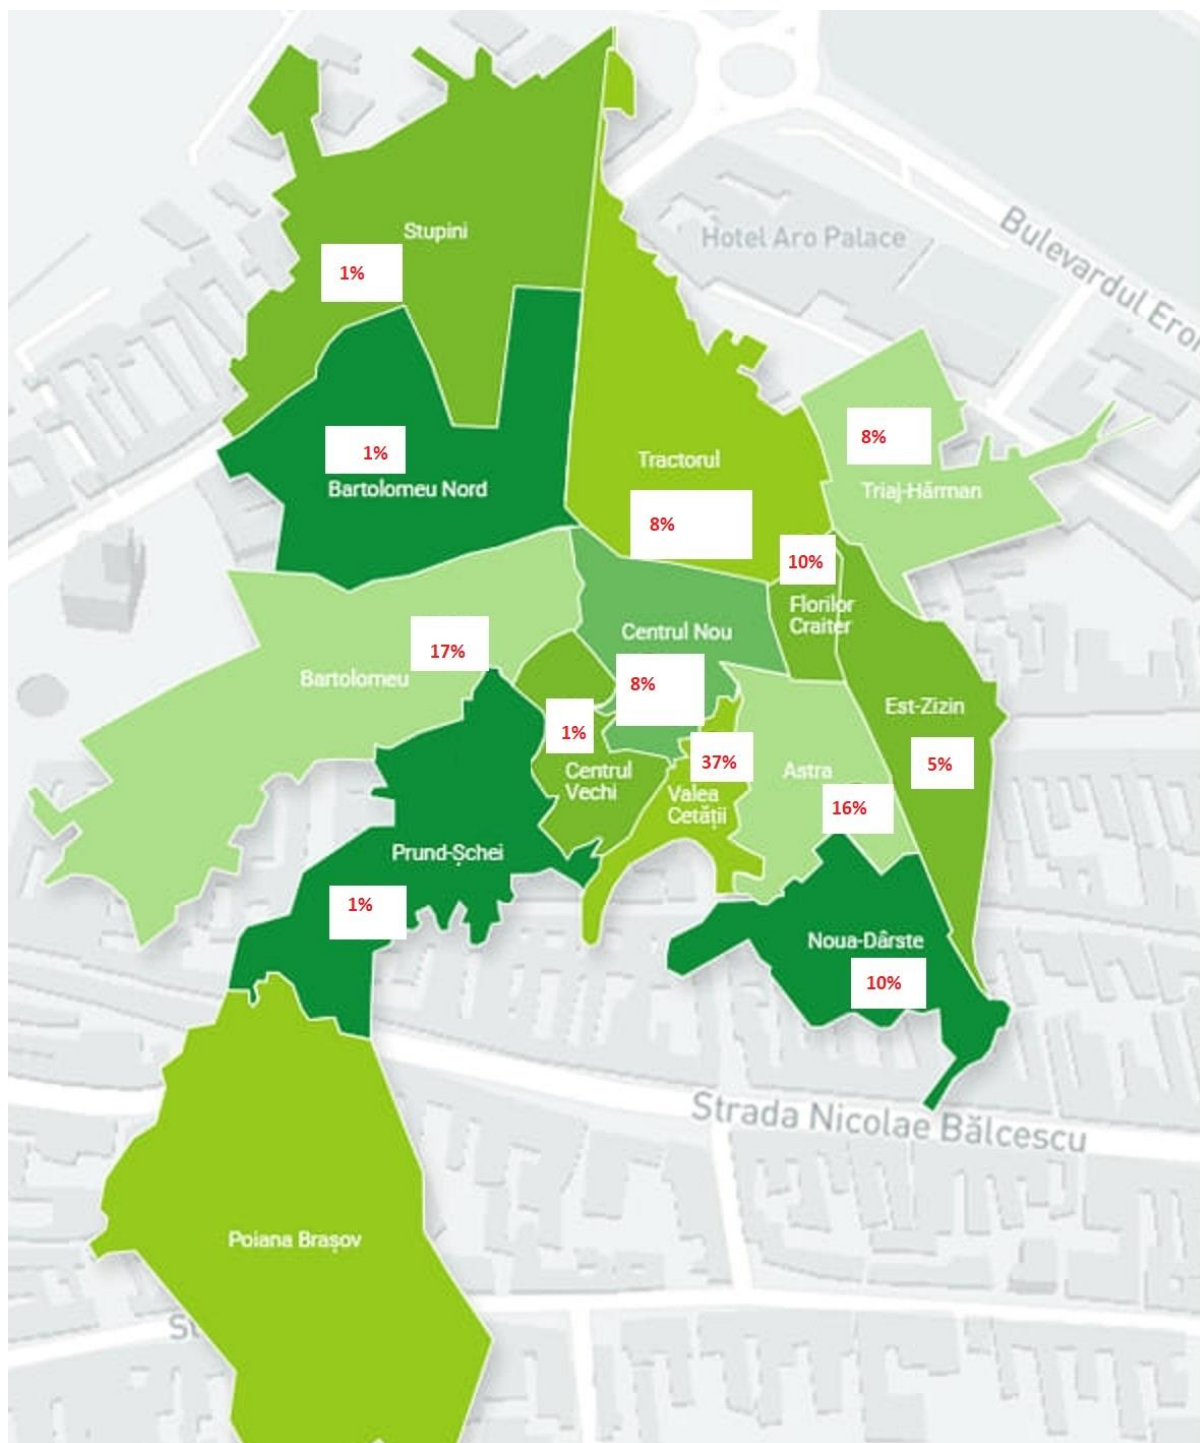 Stupini
1%
Hotel Aro Palace
Bulevardul Eroi
1%
Bartolomeu Nord
Tractorul
8%
8%
Triaj-Hărman
10%
Florilor
Craiter
Centrul Nou
8%
17%
Bartolomeu
Est-Zizin
5%
1%
Centrul
Vechi
37%
Valea
Cetății
Astra
16%
Prund-Șchei
1%
Noua-Dârste
10%
Strada Nicolae Bălcescu
Poiana Brașov